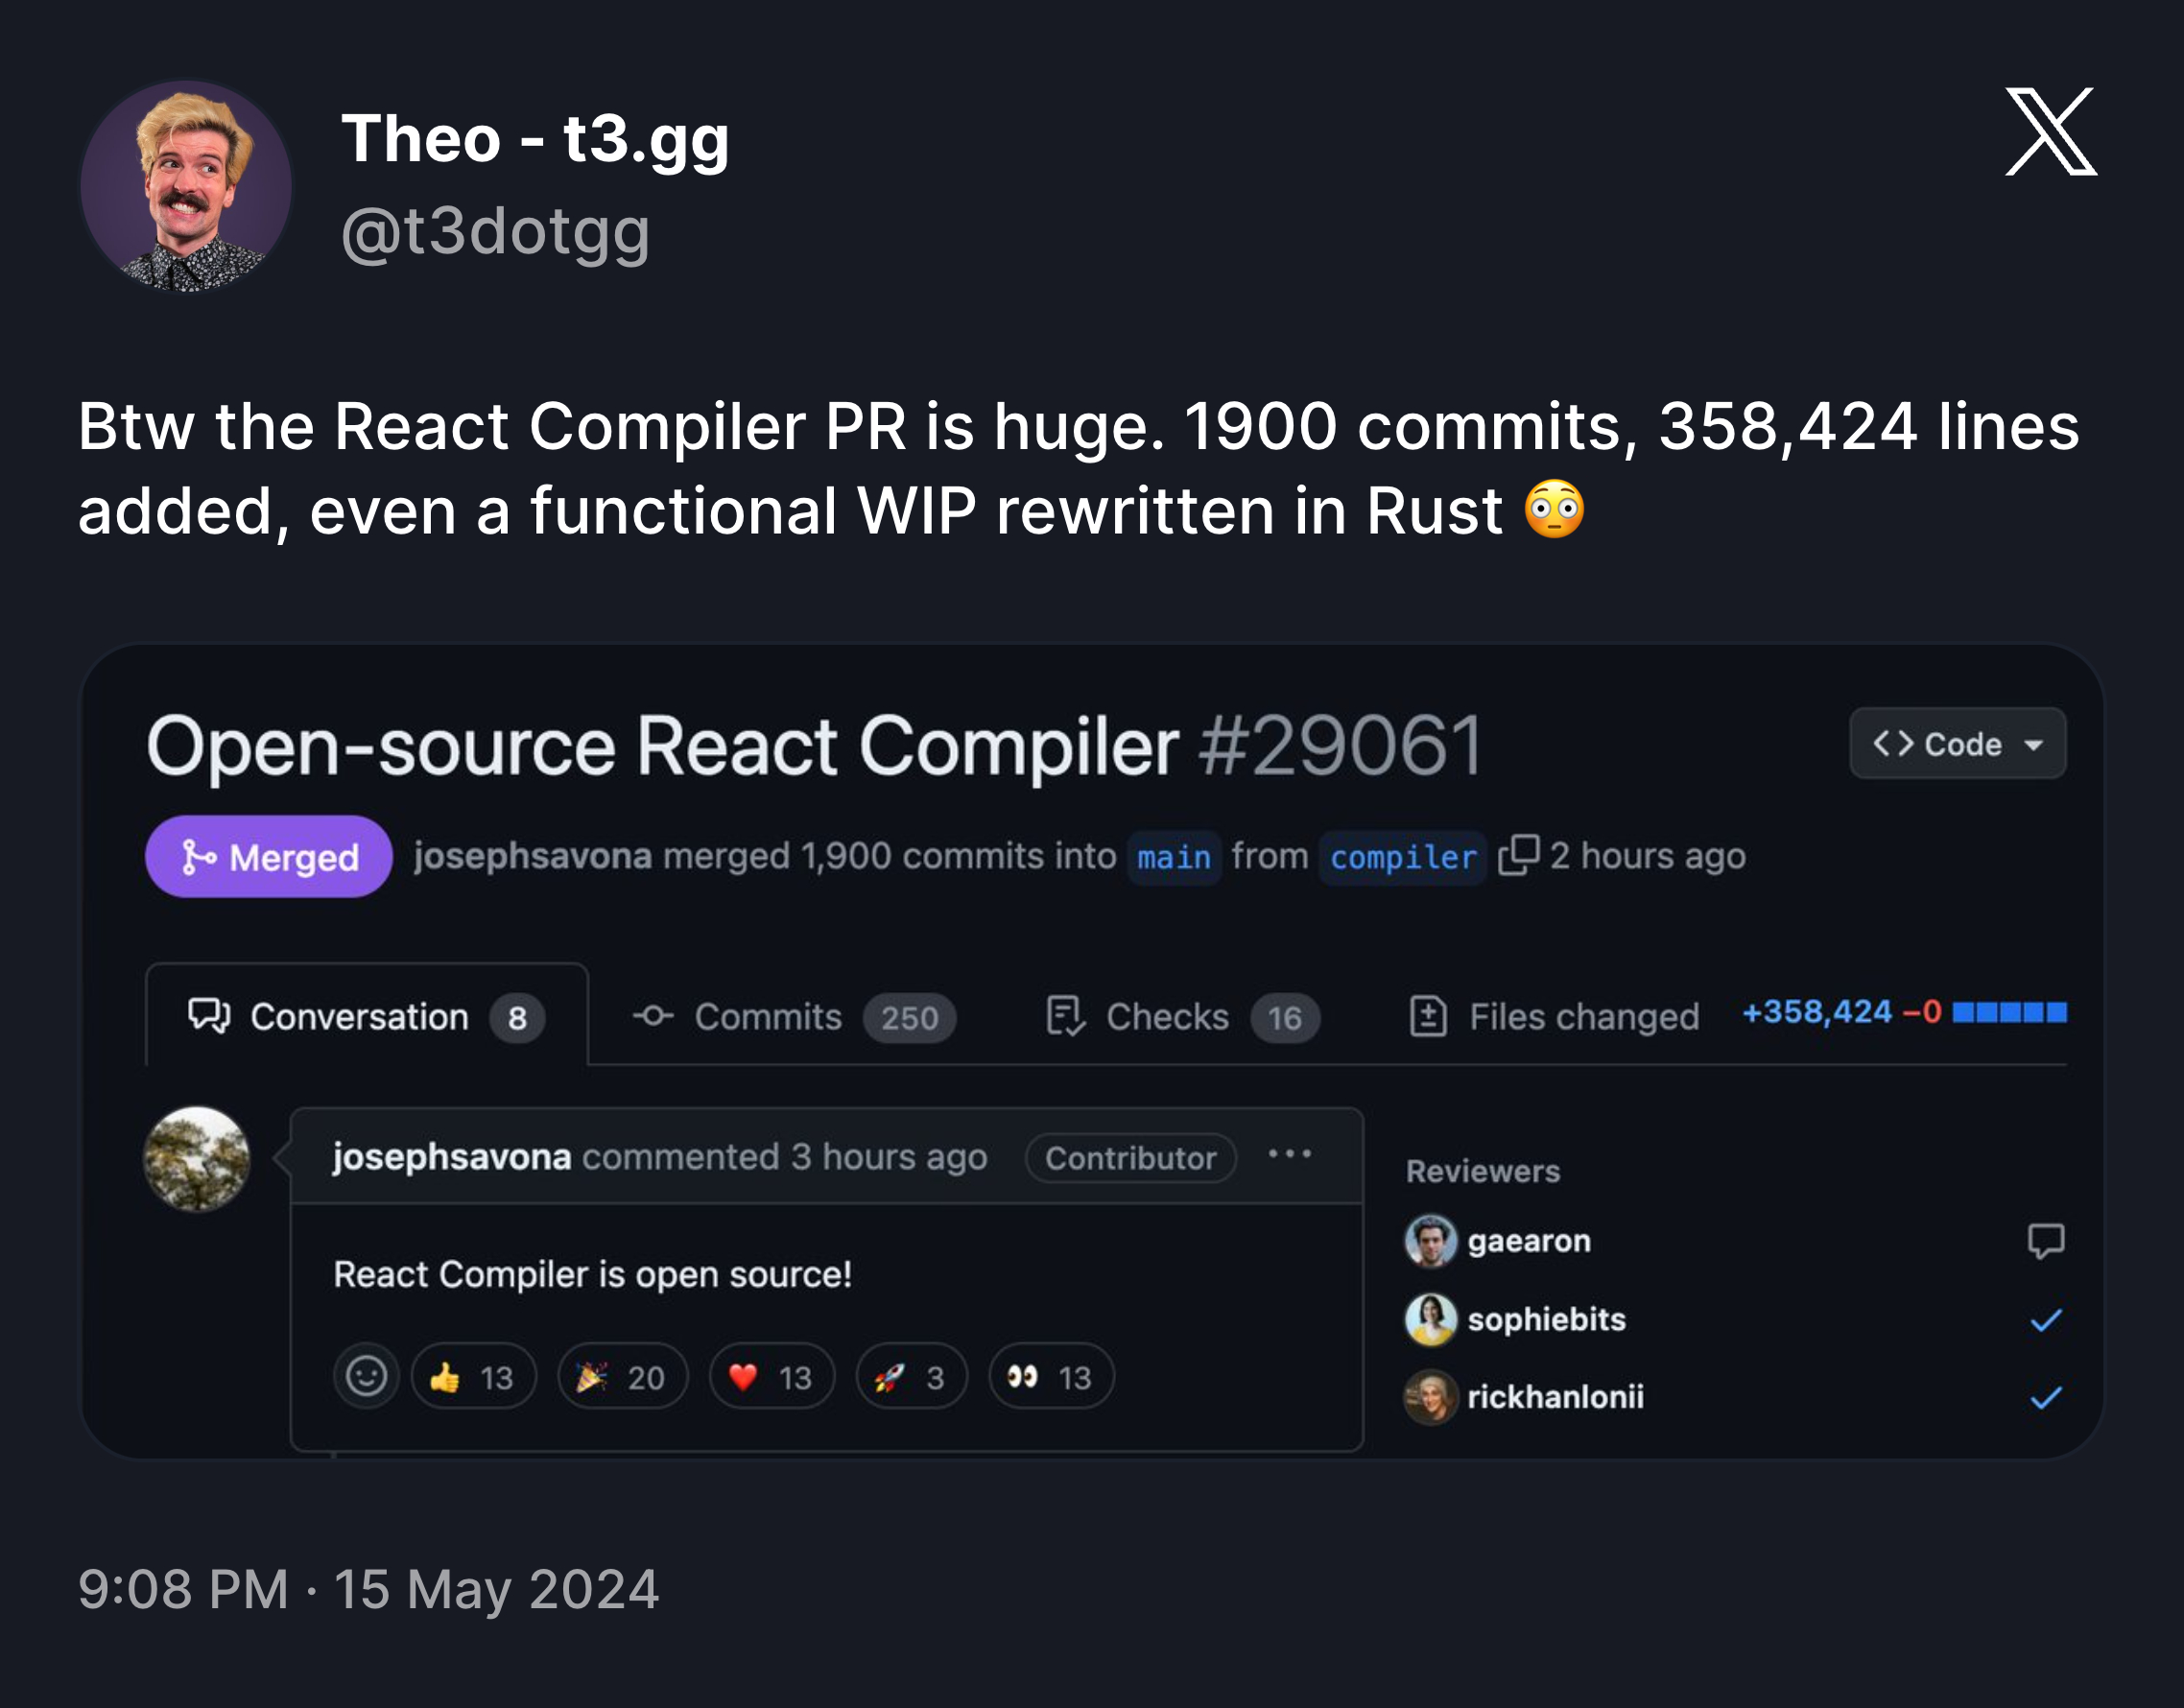 Theo - t3.gg
@t3dotgg
Btw the React Compiler PR is huge. 1900 commits, 358,424 lines
added, even a functional WIP rewritten in Rust 😳
Open-source React Compiler #29061
<> Code
Merged josephsavona merged 1,900 commits into main from compiler 2 hours ago
Conversation 8 Commits 250 Checks 16 Files changed +358,424 −0
josephsavona commented 3 hours ago Contributor ...
React Compiler is open source!
👍 13 🎉 20 ❤️ 13 🚀 3 👀 13
Reviewers
gaearon
sophiebits
rickhanlonii
9:08 PM · 15 May 2024